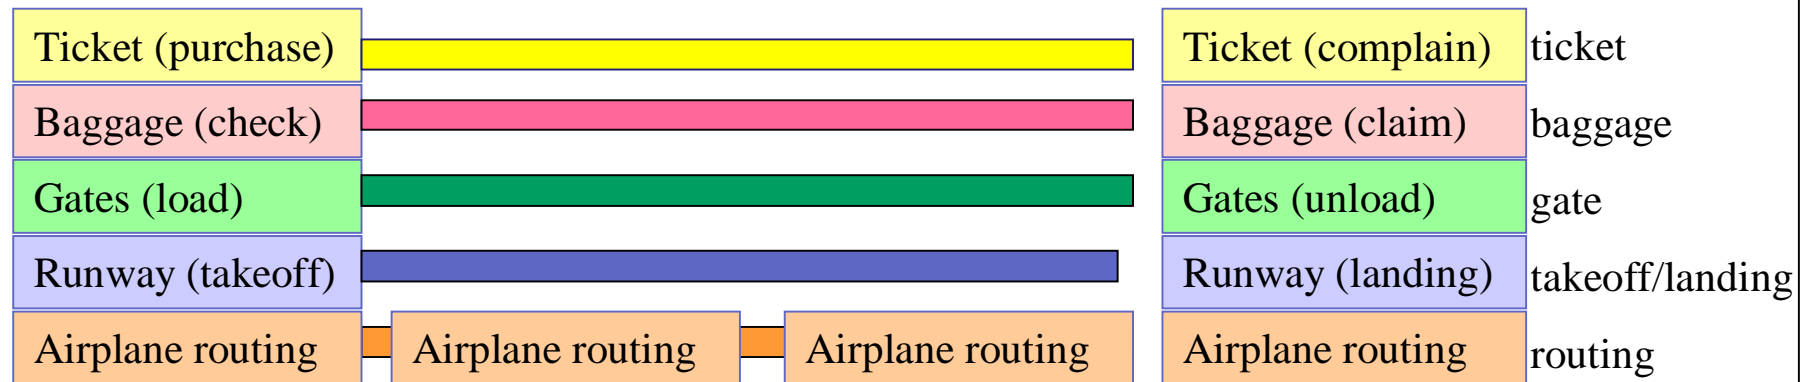 Ticket (purchase) Ticket (complain) ticket
Baggage (check) Baggage (claim) baggage
Gates (load) Gates (unload) gate
Runway (takeoff) Runway (landing) takeoff/landing
Airplane routing Airplane routing Airplane routing Airplane routing routing